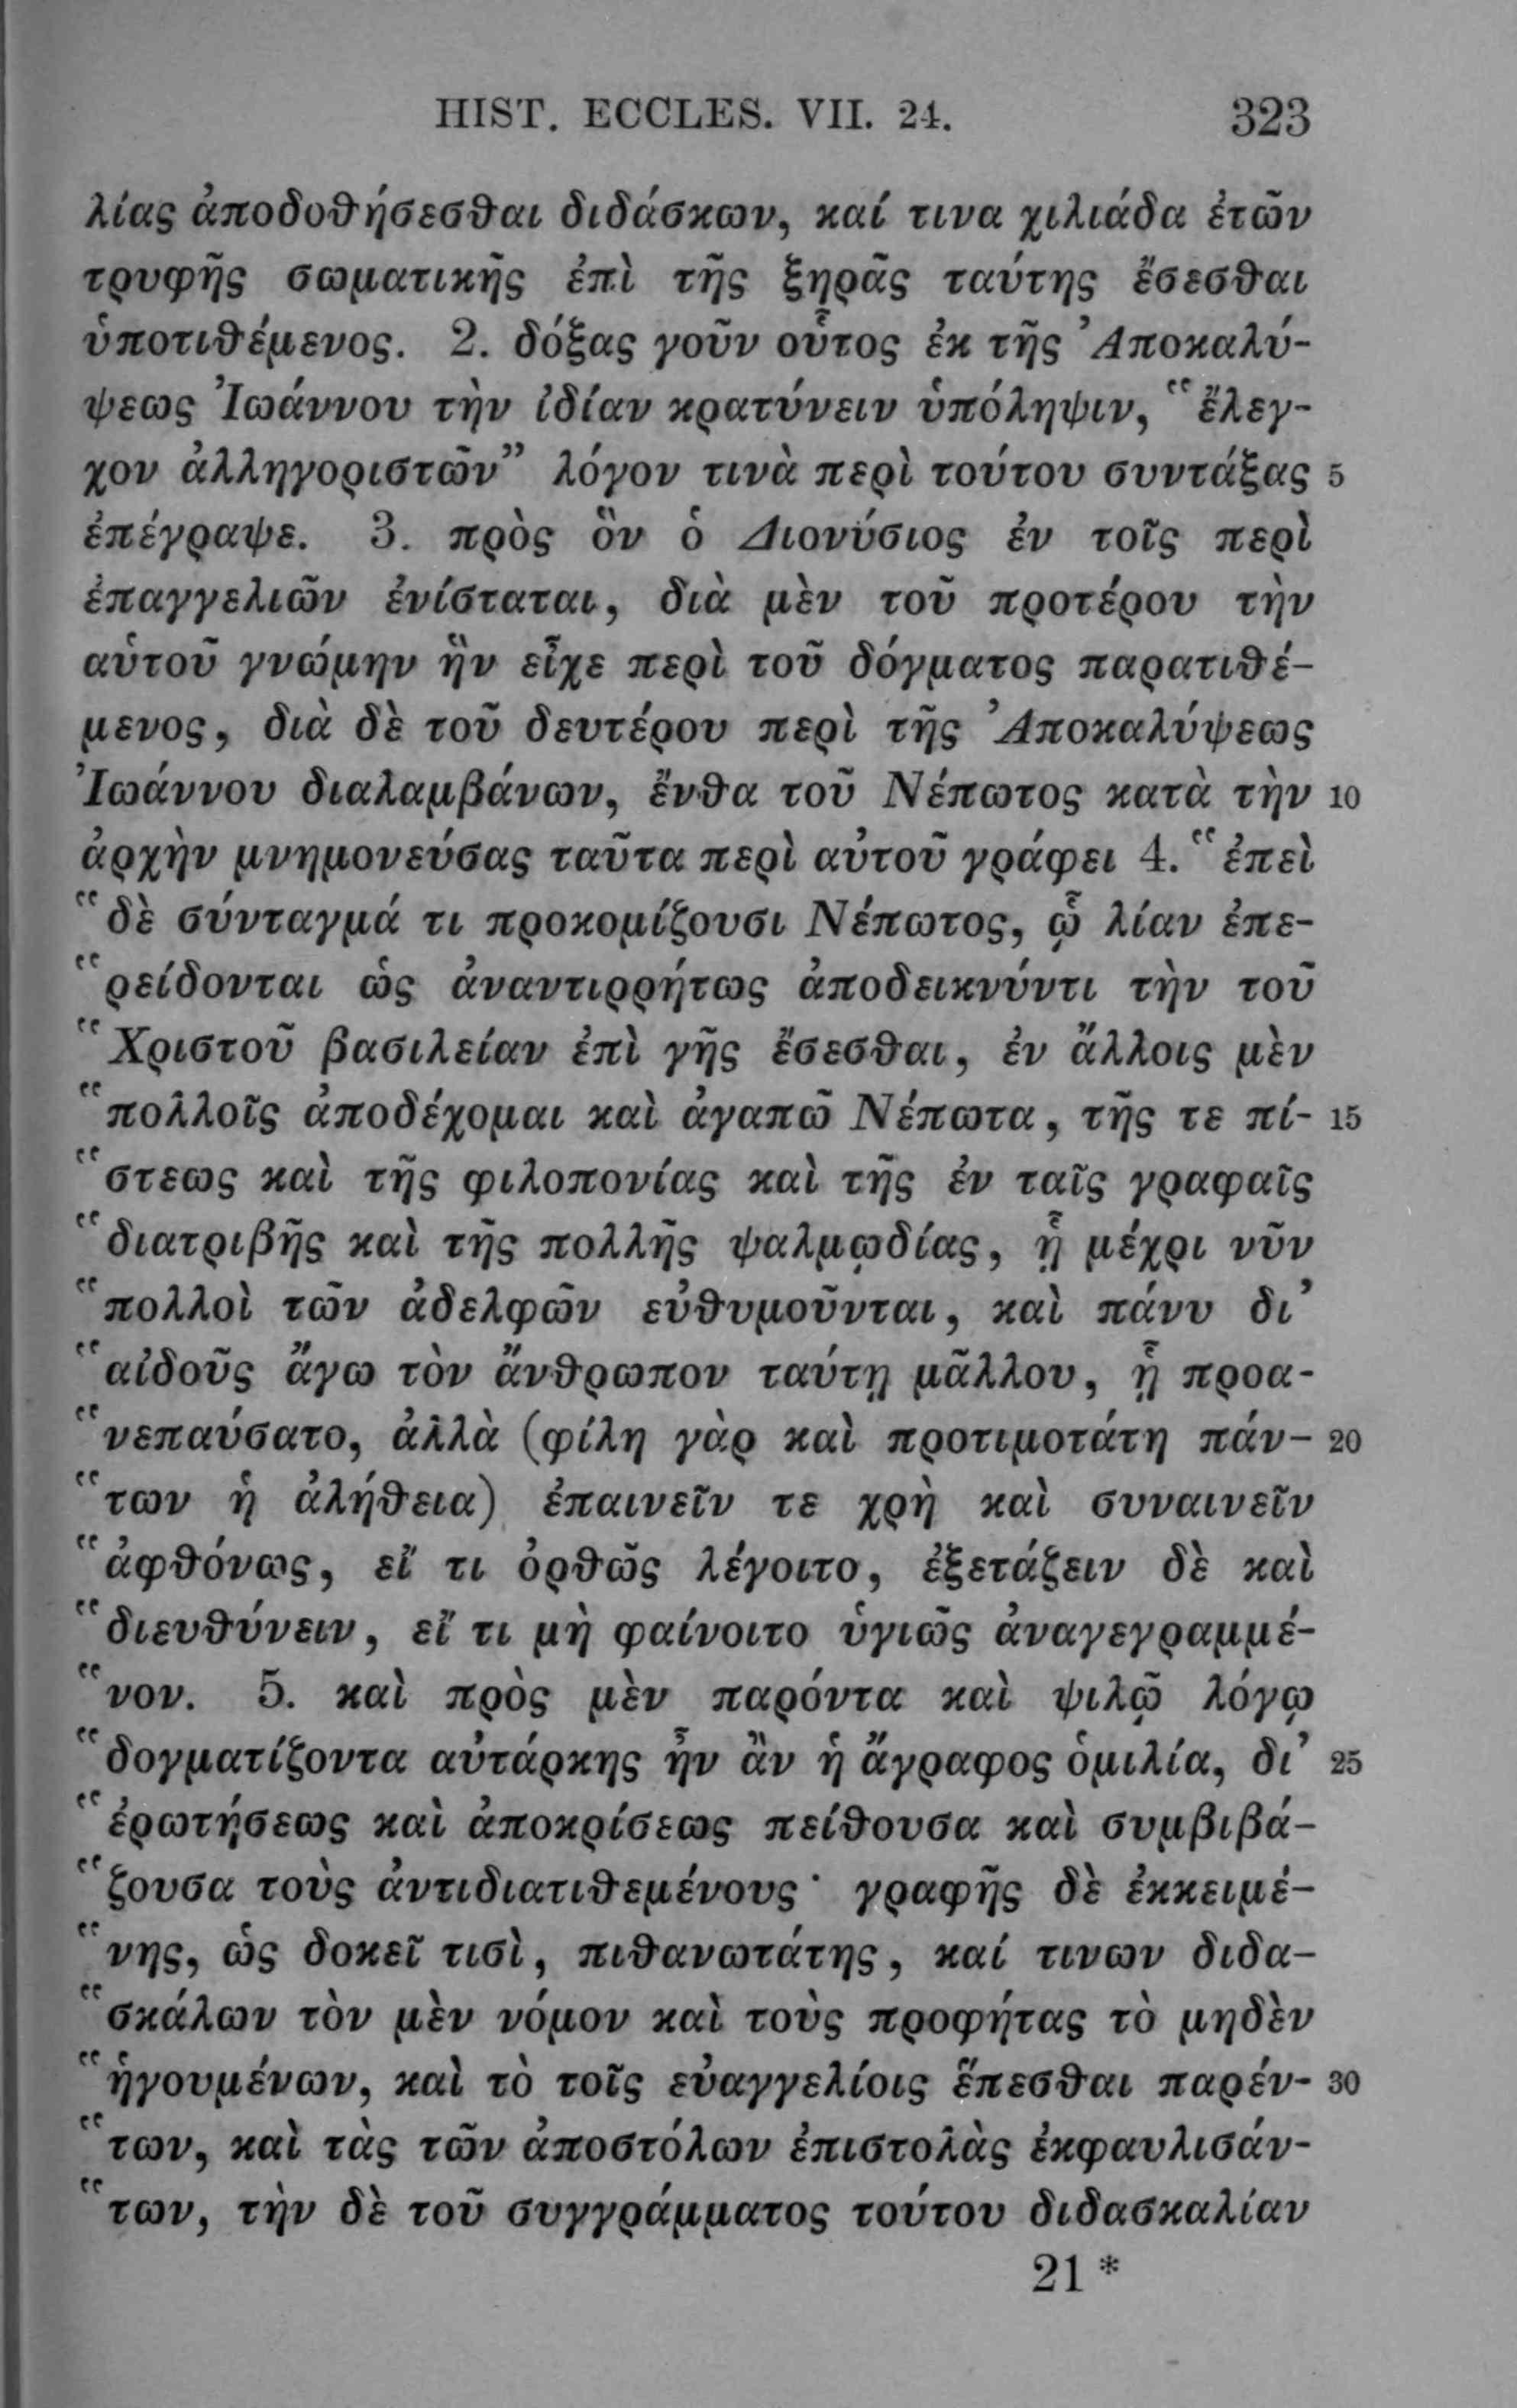 HIST. ECCLES. VII. 24. 323
λίας ἀποδοθήσεσθαι διδάσκων, καί τινα χιλιάδα ἐτῶν
τρυφῆς σωματικῆς ἐπὶ τῆς ξηρᾶς ταύτης ἔσεσθαι
ὑποτιθέμενος. 2. δόξας γοῦν οὗτος ἐκ τῆς Ἀποκαλύ-
ψεως Ἰωάννου τὴν ἰδίαν κρατύνειν ὑπόληψιν, “ἔλεγ-
χον ἀλληγοριστῶν” λόγον τινὰ περὶ τούτου συντάξας 5
ἐπέγραψε. 3. πρὸς ὃν ὁ Διονύσιος ἐν τοῖς περὶ
ἐπαγγελιῶν ἐνίσταται, διὰ μὲν τοῦ προτέρου τὴν
αὑτοῦ γνώμην ἣν εἶχε περὶ τοῦ δόγματος παρατιθέ-
μενος, διὰ δὲ τοῦ δευτέρου περὶ τῆς Ἀποκαλύψεως
Ἰωάννου διαλαμβάνων, ἔνθα τοῦ Νέπωτος κατὰ τὴν 10
ἀρχὴν μνημονεύσας ταῦτα περὶ αὐτοῦ γράφει 4. “ἐπεὶ
“δὲ σύνταγμά τι προκομίζουσι Νέπωτος, ᾧ λίαν ἐπε-
“ρείδονται ὡς ἀναντιρρήτως ἀποδεικνύντι τὴν τοῦ
“Χριστοῦ βασιλείαν ἐπὶ γῆς ἔσεσθαι, ἐν ἄλλοις μὲν
“πολλοῖς ἀποδέχομαι καὶ ἀγαπῶ Νέπωτα, τῆς τε πί- 15
“στεως καὶ τῆς φιλοπονίας καὶ τῆς ἐν ταῖς γραφαῖς
“διατριβῆς καὶ τῆς πολλῆς ψαλμῳδίας, ᾗ μέχρι νῦν
“πολλοὶ τῶν ἀδελφῶν εὐθυμοῦνται, καὶ πάνυ δι’
“αἰδοῦς ἄγω τὸν ἄνθρωπον ταύτῃ μᾶλλον, ᾗ προα-
“νεπαύσατο, ἀλλὰ (φίλη γὰρ καὶ προτιμοτάτη πάν- 20
“των ἡ ἀλήθεια) ἐπαινεῖν τε χρὴ καὶ συναινεῖν
“ἀφθόνως, εἴ τι ὀρθῶς λέγοιτο, ἐξετάζειν δὲ καὶ
“διευθύνειν, εἴ τι μὴ φαίνοιτο ὑγιῶς ἀναγεγραμμέ-
“νον. 5. καὶ πρὸς μὲν παρόντα καὶ ψιλῷ λόγῳ
“δογματίζοντα αὐτάρκης ἦν ἂν ἡ ἄγραφος ὁμιλία, δι’ 25
“ἐρωτήσεως καὶ ἀποκρίσεως πείθουσα καὶ συμβιβά-
“ζουσα τοὺς ἀντιδιατιθεμένους· γραφῆς δὲ ἐκκειμέ-
“νης, ὡς δοκεῖ τισὶ, πιθανωτάτης, καί τινων διδα-
“σκάλων τὸν μὲν νόμον καὶ τοὺς προφήτας τὸ μηδὲν
“ἡγουμένων, καὶ τὸ τοῖς εὐαγγελίοις ἕπεσθαι παρέν- 30
“των, καὶ τὰς τῶν ἀποστόλων ἐπιστολὰς ἐκφαυλισάν-
“των, τὴν δὲ τοῦ συγγράμματος τούτου διδασκαλίαν
21*